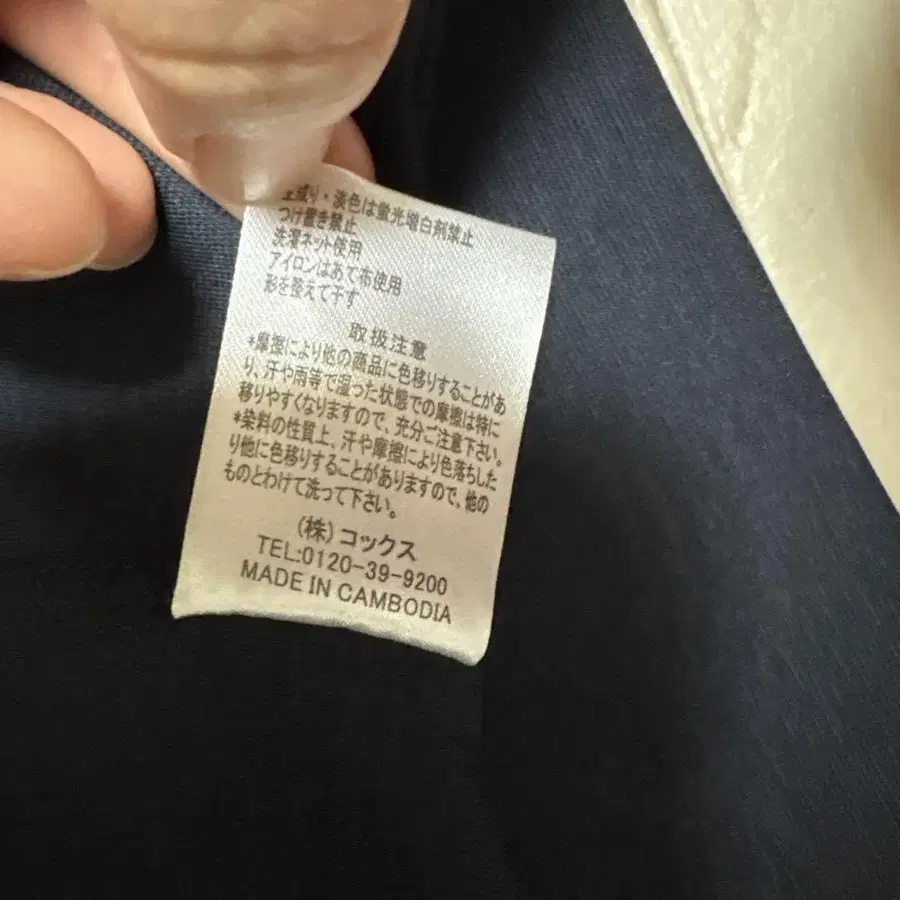 生成り・淡色は蛍光増白剤禁止
つけ置き禁止
洗濯ネット使用
アイロンはあて布使用
形を整えて干す
取扱注意
*摩擦により他の商品に色移りすることがあ
り、汗や雨等で湿った状態での摩擦は特に
移りやすくなりますので、充分ご注意下さい。
*染料の性質上、汗や摩擦により色落ちした
り他に色移りすることがありますので、他の
ものとわけて洗って下さい。
(株)コックス
TEL:0120-39-9200
MADE IN CAMBODIA